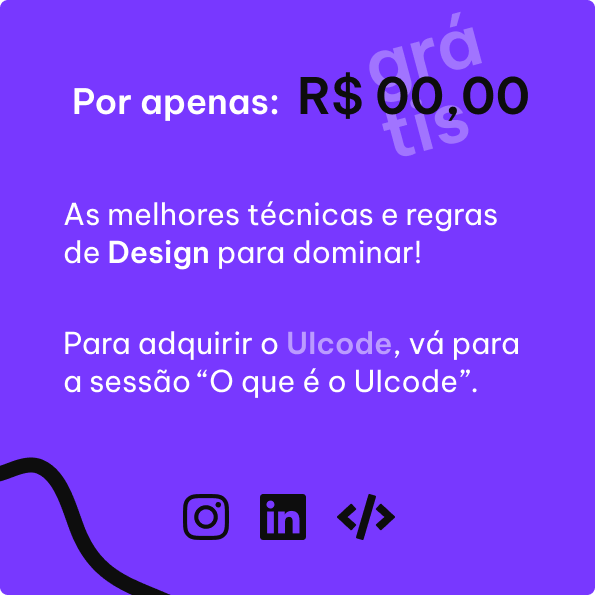 grá
tis
Por apenas: R$ 00,00
As melhores técnicas e regras
de Design para dominar!
Para adquirir o UIcode, vá para
a sessão “O que é o UIcode”.